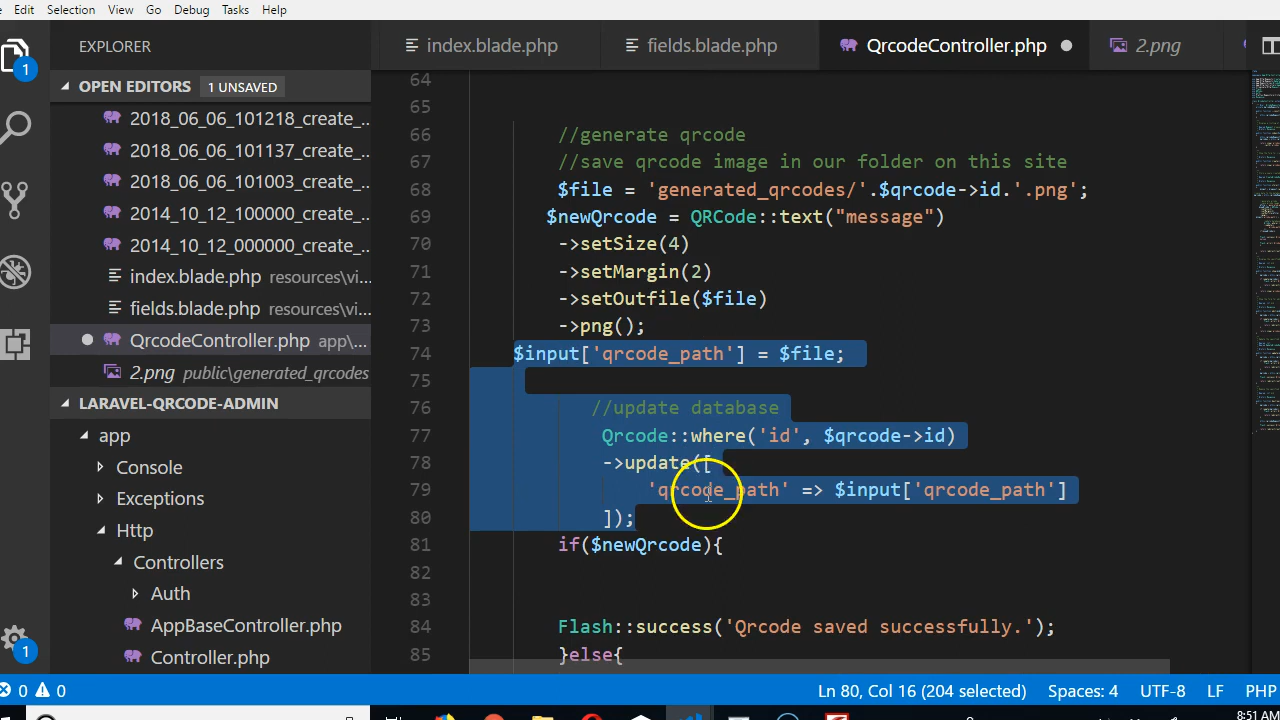 Edit Selection View Go Debug Tasks Help
EXPLORER
index.blade.php fields.blade.php QrcodeController.php 2.png
OPEN EDITORS 1 UNSAVED
2018_06_06_101218_create_...
2018_06_06_101137_create_...
2018_06_06_101003_create_...
2014_10_12_100000_create_...
2014_10_12_000000_create_...
index.blade.php resources\vi...
fields.blade.php resources\vi...
QrcodeController.php app\...
2.png public\generated_qrcodes
LARAVEL-QRCODE-ADMIN
app
Console
Exceptions
Http
Controllers
Auth
AppBaseController.php
Controller.php
1
1
64
65
66 //generate qrcode
67 //save qrcode image in our folder on this site
68 $file = 'generated_qrcodes/'.$qrcode->id.'.png';
69 $newQrcode = QRCode::text("message")
70 ->setSize(4)
71 ->setMargin(2)
72 ->setOutfile($file)
73 ->png();
74 $input['qrcode_path'] = $file;
75
76 //update database
77 Qrcode::where('id', $qrcode->id)
78 ->update([
79 'qrcode_path' => $input['qrcode_path']
80 ]);
81 if($newQrcode){
82
83
84 Flash::success('Qrcode saved successfully.');
85 }else{
0 0 Ln 80, Col 16 (204 selected) Spaces: 4 UTF-8 LF PHP
8:51 AM